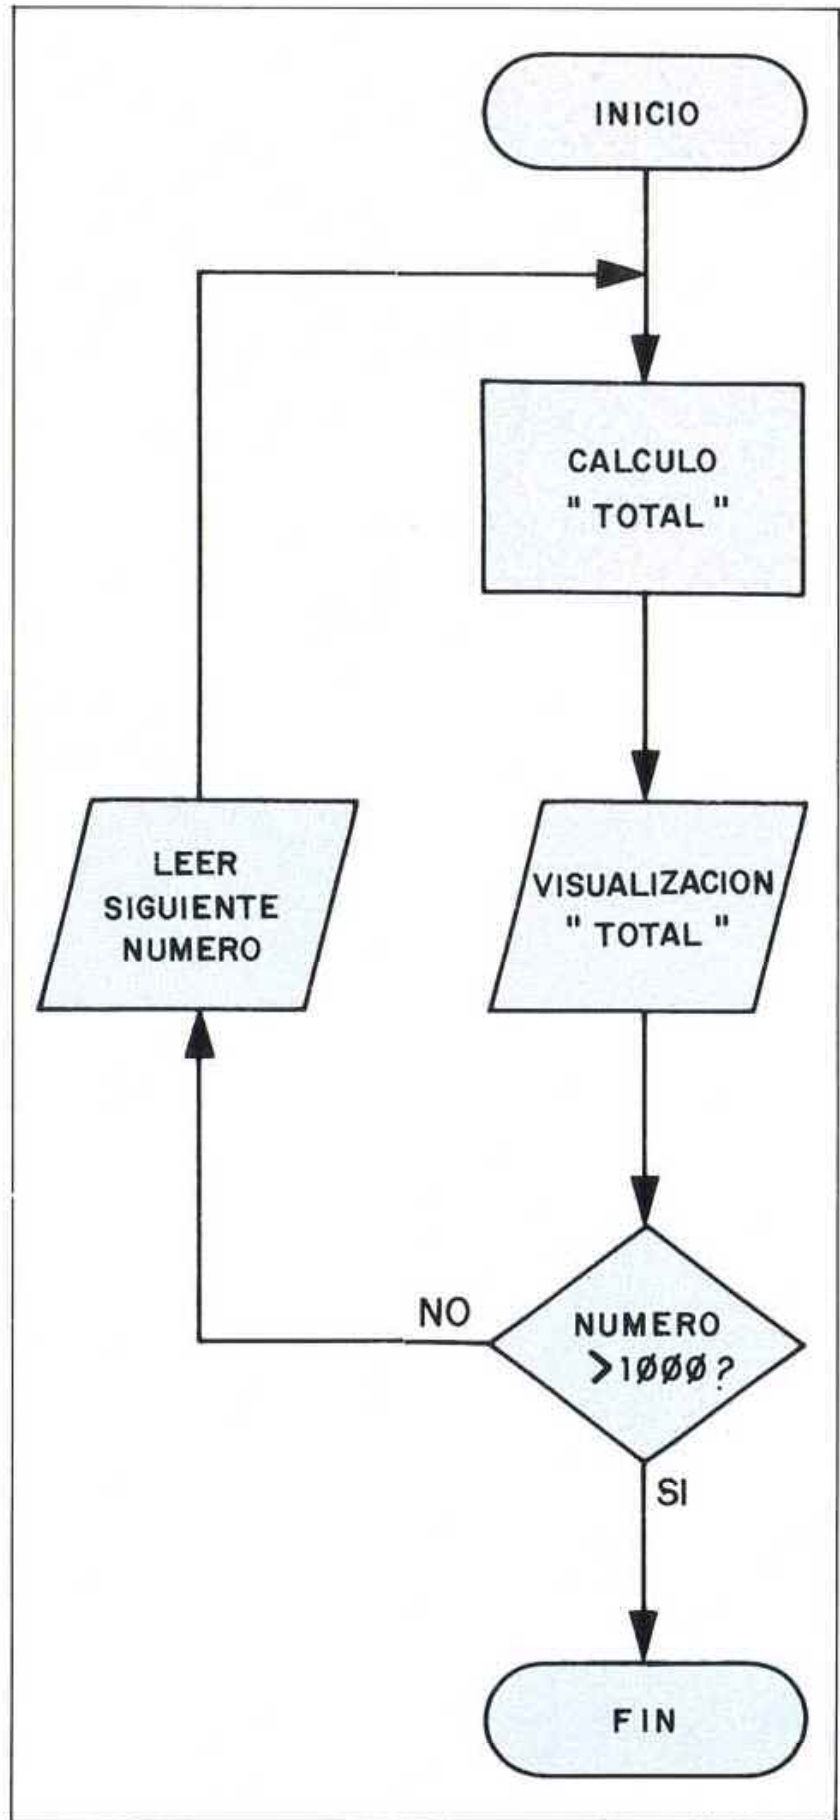 INICIO
CALCULO
" TOTAL "
LEER
SIGUIENTE
NUMERO
VISUALIZACION
" TOTAL "
NO
NUMERO
>1ØØØ?
SI
FIN